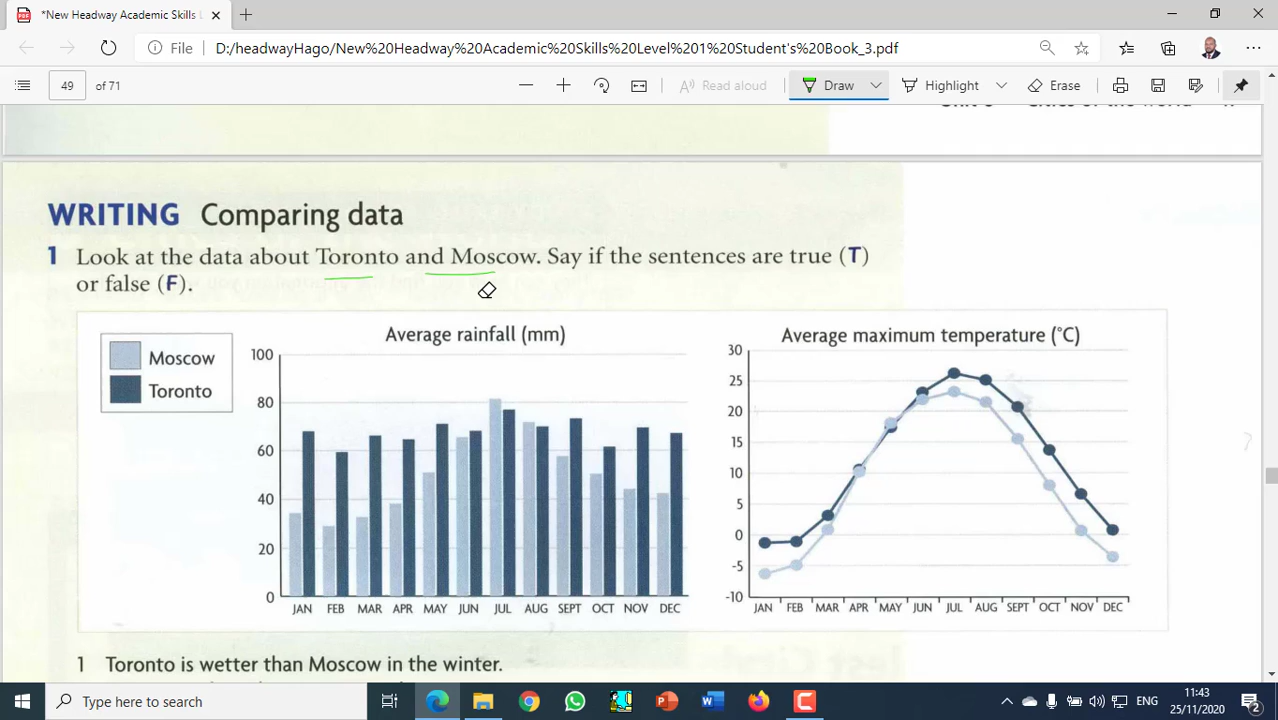 *New Headway Academic Skills L
File
D:/headwayHago/New%20Headway%20Academic%20Skills%20Level%201%20Student's%20Book_3.pdf
49 of 71
Read aloud
Draw
Highlight
Erase
WRITING Comparing data
1 Look at the data about Toronto and Moscow. Say if the sentences are true (T)
or false (F).
Moscow
Toronto
Average rainfall (mm)
100
80
60
40
20
0
JAN FEB MAR APR MAY JUN JUL AUG SEPT OCT NOV DEC
Average maximum temperature (°C)
30
25
20
15
10
5
0
-5
-10
JAN FEB MAR APR MAY JUN JUL AUG SEPT OCT NOV DEC
1 Toronto is wetter than Moscow in the winter.
Type here to search
ENG
11:43
25/11/2020
2